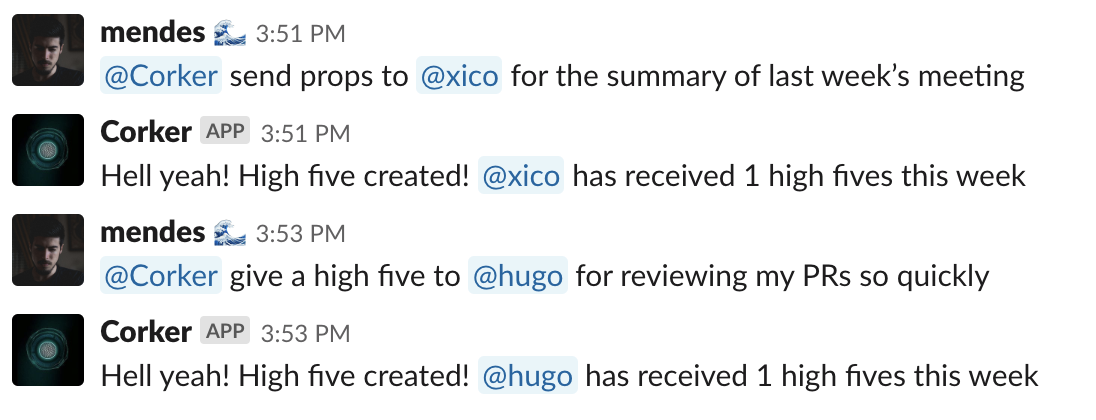 mendes 🌊 3:51 PM
@Corker send props to @xico for the summary of last week’s meeting
Corker APP 3:51 PM
Hell yeah! High five created! @xico has received 1 high fives this week
mendes 🌊 3:53 PM
@Corker give a high five to @hugo for reviewing my PRs so quickly
Corker APP 3:53 PM
Hell yeah! High five created! @hugo has received 1 high fives this week